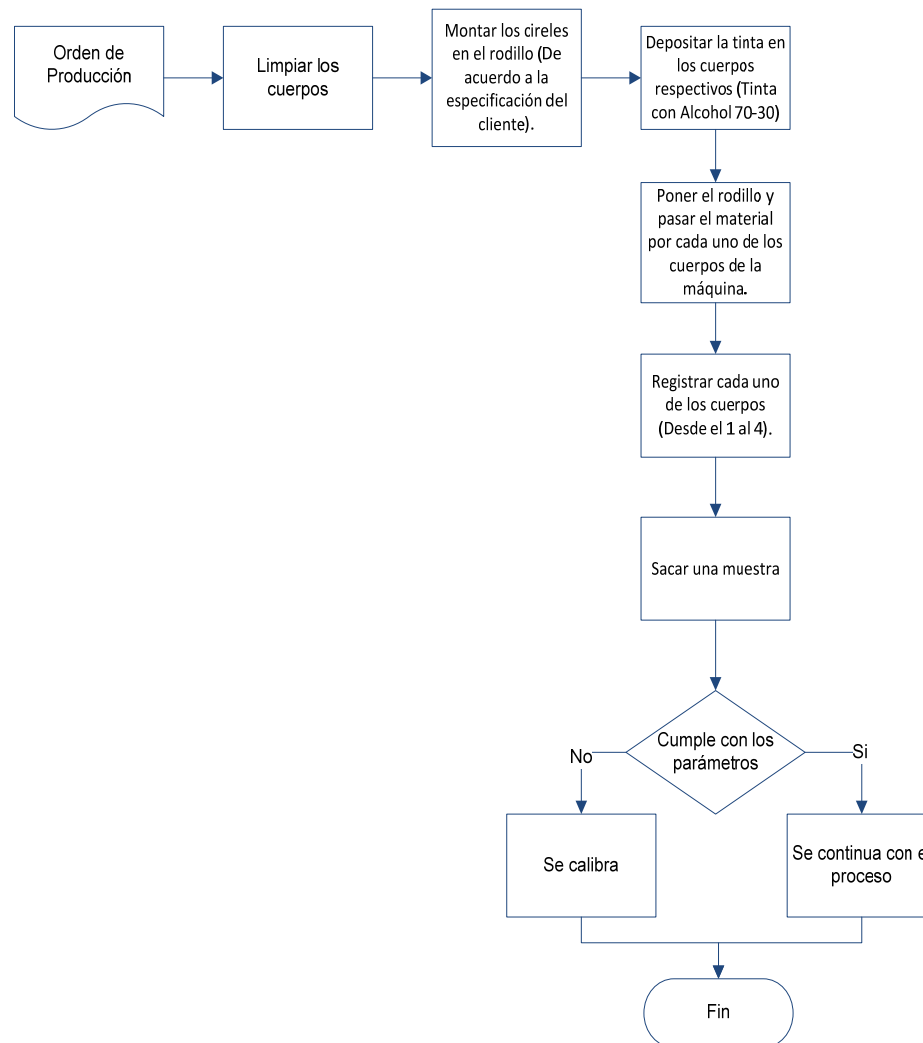 Orden de
Producción
Limpiar los
cuerpos
Montar los cireles
en el rodillo (De
acuerdo a la
especificación del
cliente).
Depositar la tinta en
los cuerpos
respectivos (Tinta
con Alcohol 70-30)
Poner el rodillo y
pasar el material
por cada uno de los
cuerpos de la
máquina.
Registrar cada uno
de los cuerpos
(Desde el 1 al 4).
Sacar una muestra
Cumple con los
parámetros
No
Si
Se calibra
Se continua con e
proceso
Fin